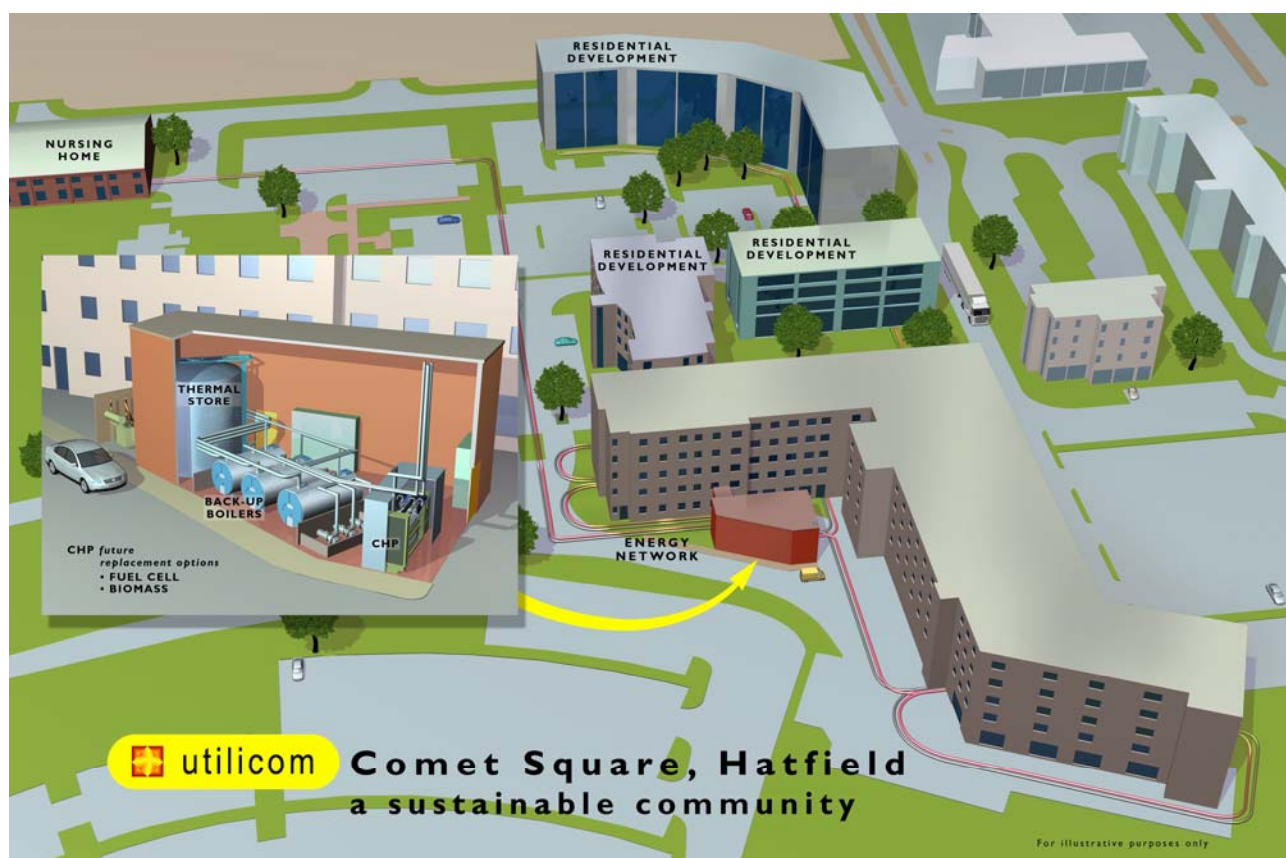 RESIDENTIAL
DEVELOPMENT
NURSING
HOME
RESIDENTIAL
DEVELOPMENT
RESIDENTIAL
DEVELOPMENT
THERMAL
STORE
BACK-UP
BOILERS
CHP
CHP future
replacement options
• FUEL CELL
• BIOMASS
ENERGY
NETWORK
utilicom
Comet Square, Hatfield
a sustainable community
For illustrative purposes only